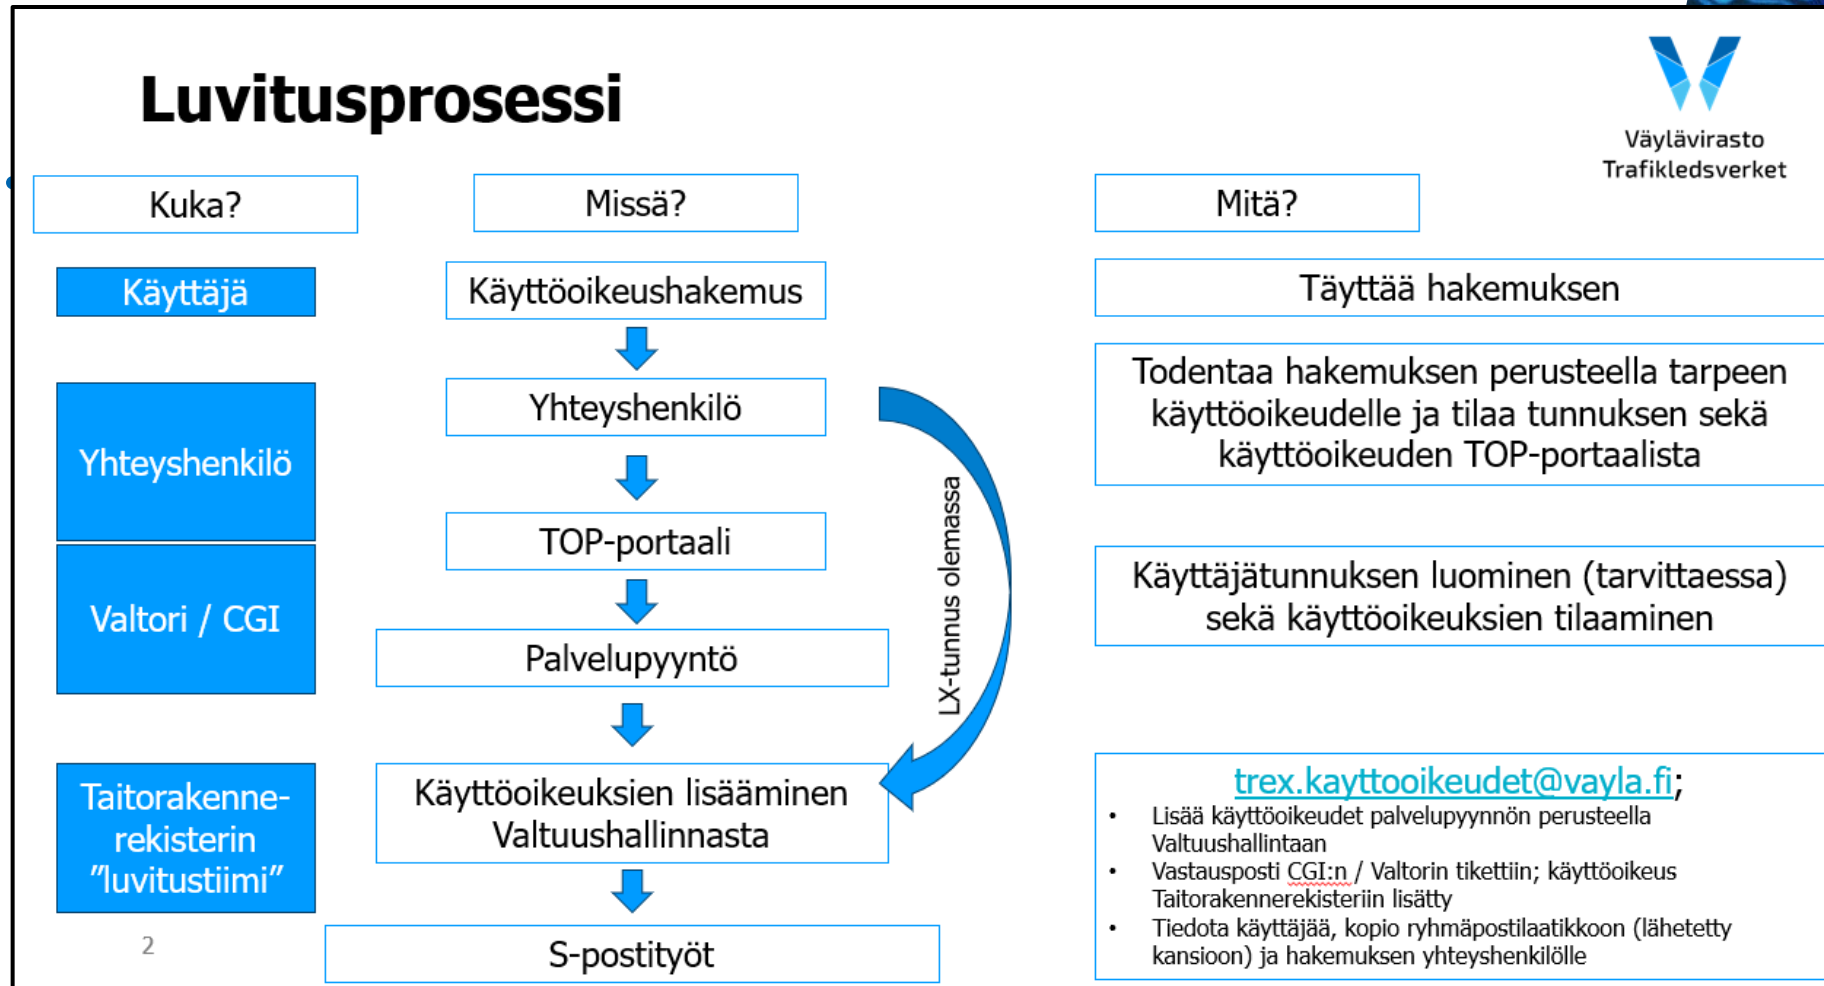 Luvitusprosessi
Väylävirasto
Trafikledsverket
Kuka?
Missä?
Mitä?
Käyttäjä
Käyttöoikeushakemus
Täyttää hakemuksen
Yhteyshenkilö
Yhteyshenkilö
Todentaa hakemuksen perusteella tarpeen
käyttöoikeudelle ja tilaa tunnuksen sekä
käyttöoikeuden TOP-portaalista
LX-tunnus olemassa
TOP-portaali
Valtori / CGI
Käyttäjätunnuksen luominen (tarvittaessa)
sekä käyttöoikeuksien tilaaminen
Palvelupyyntö
Taitorakenne-
rekisterin
”luvitustiimi”
Käyttöoikeuksien lisääminen
Valtuushallinnasta
trex.kayttooikeudet@vayla.fi;
• Lisää käyttöoikeudet palvelupyynnön perusteella
Valtuushallintaan
• Vastausposti CGI:n / Valtorin tikettiin; käyttöoikeus
Taitorakennerekisteriin lisätty
• Tiedota käyttäjää, kopio ryhmäpostilaatikkoon (lähetetty
kansioon) ja hakemuksen yhteyshenkilölle
S-postityöt
2